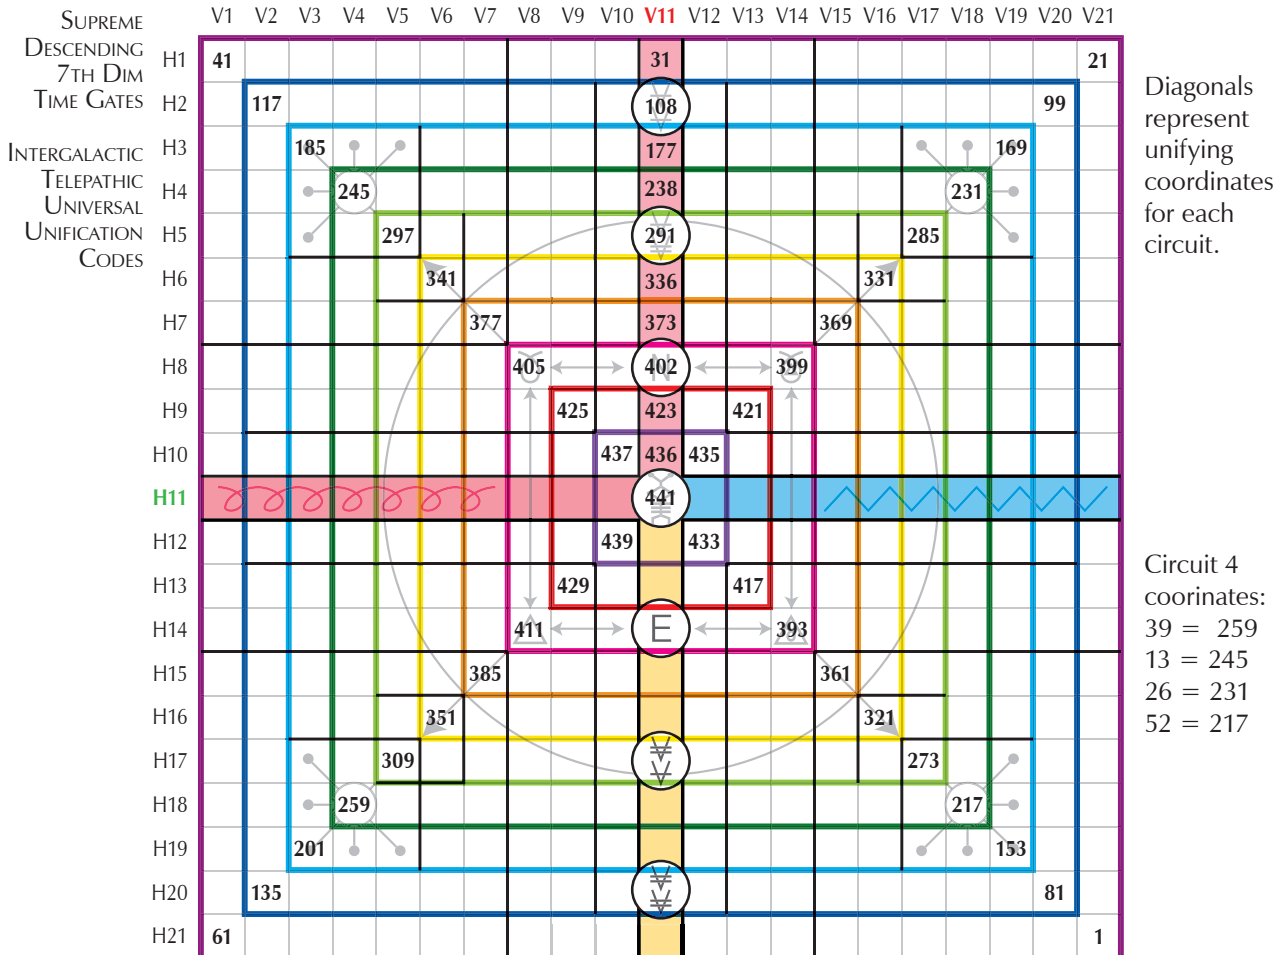 V1 V2 V3 V4 V5 V6 V7 V8 V9 V10 V11 V12 V13 V14 V15 V16 V17 V18 V19 V20 V21
Supreme
Descending
7th Dim
Time Gates
Intergalactic
Telepathic
Universal
Unification
Codes
H1 41 31 21
H2 117 108 99
H3 185 177 169
H4 245 238 231
H5 297 291 285
H6 341 336 331
H7 377 373 369
H8 405 N 402 399
H9 425 423 421
H10 437 436 435
H11 441
H12 439 433
H13 429 417
H14 411 E 393
H15 385 361
H16 351 321
H17 309 273
H18 259 217
H19 201 153
H20 135 81
H21 61 1
Diagonals
represent
unifying
coordinates
for each
circuit.
Circuit 4
coorinates:
39 = 259
13 = 245
26 = 231
52 = 217